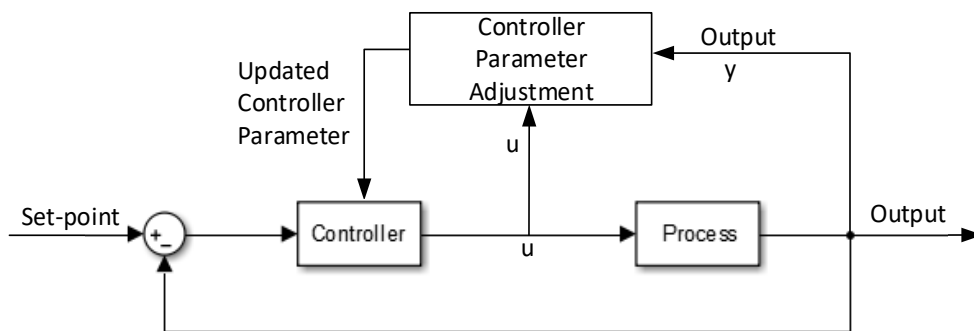 Controller
Parameter
Adjustment
Output
y
Updated
Controller
Parameter
u
Set-point
+
−
Controller
u
Process
Output